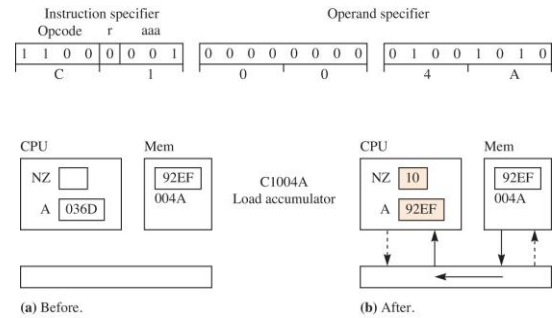 Instruction specifier Operand specifier
Opcode r aaa
1 1 0 0 0 0 0 1 0 0 0 0 0 0 0 0 0 1 0 0 1 0 1 0
C 1 0 0 4 A
CPU Mem CPU Mem
NZ 92EF C1004A NZ 10 92EF
004A Load accumulator 004A
A 036D A 92EF
(a) Before. (b) After.